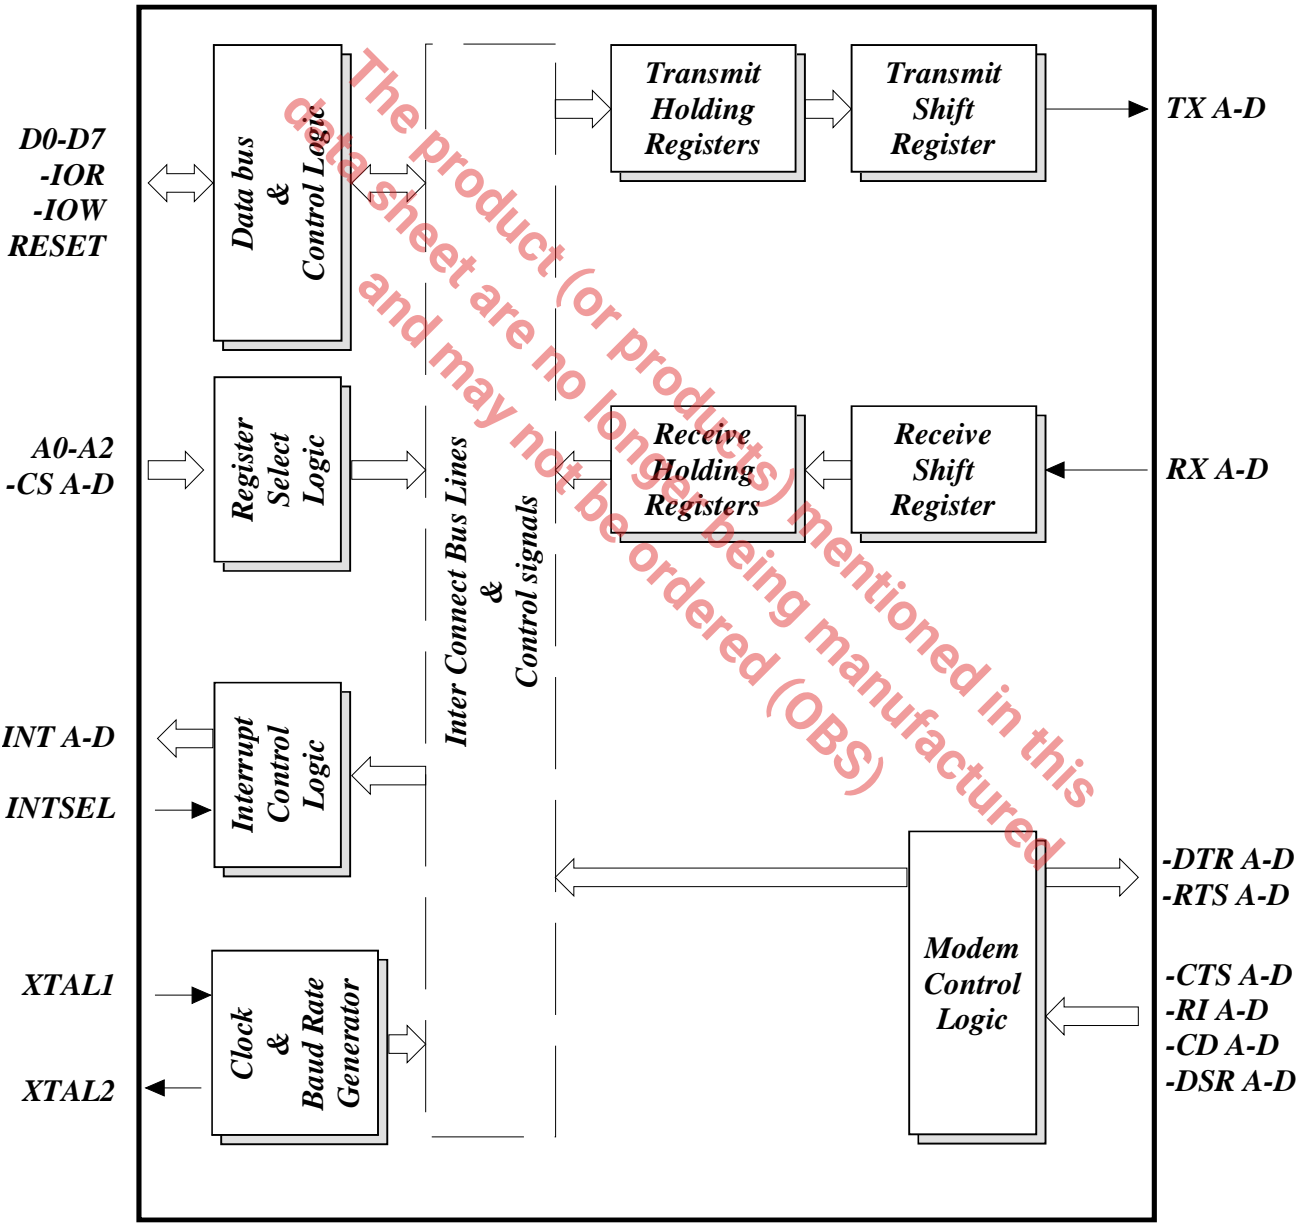 D0-D7
-IOR
-IOW
RESET
A0-A2
-CS A-D
INT A-D
INTSEL
XTAL1
XTAL2
Data bus
&
Control Logic
Register
Select
Logic
Interrupt
Control
Logic
Clock
&
Baud Rate
Generator
Inter Connect Bus Lines
&
Control signals
Transmit
Holding
Registers
Transmit
Shift
Register
Receive
Holding
Registers
Receive
Shift
Register
Modem
Control
Logic
TX A-D
RX A-D
-DTR A-D
-RTS A-D
-CTS A-D
-RI A-D
-CD A-D
-DSR A-D
The product (or products) mentioned in this
data sheet are no longer being manufactured
and may not be ordered (OBS)